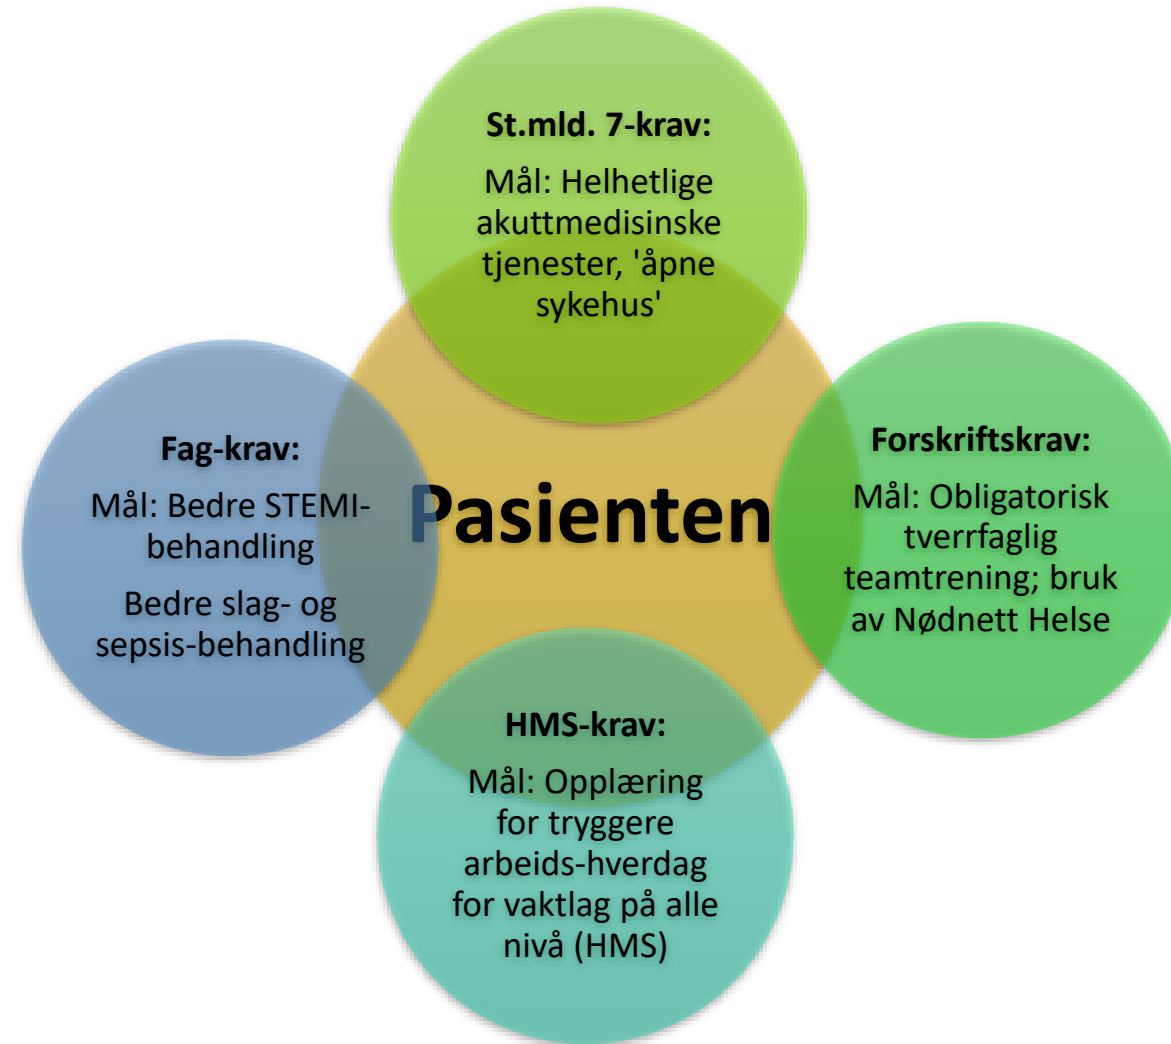 St.mld. 7-krav:
Mål: Helhetlige
akuttmedisinske
tjenester, 'åpne
sykehus'
Fag-krav:
Mål: Bedre STEMI-
behandling
Bedre slag- og
sepsis-behandling
Pasienten
Forskriftskrav:
Mål: Obligatorisk
tverrfaglig
teamtrening; bruk
av Nødnett Helse
HMS-krav:
Mål: Opplæring
for tryggere
arbeids-hverdag
for vaktlag på alle
nivå (HMS)